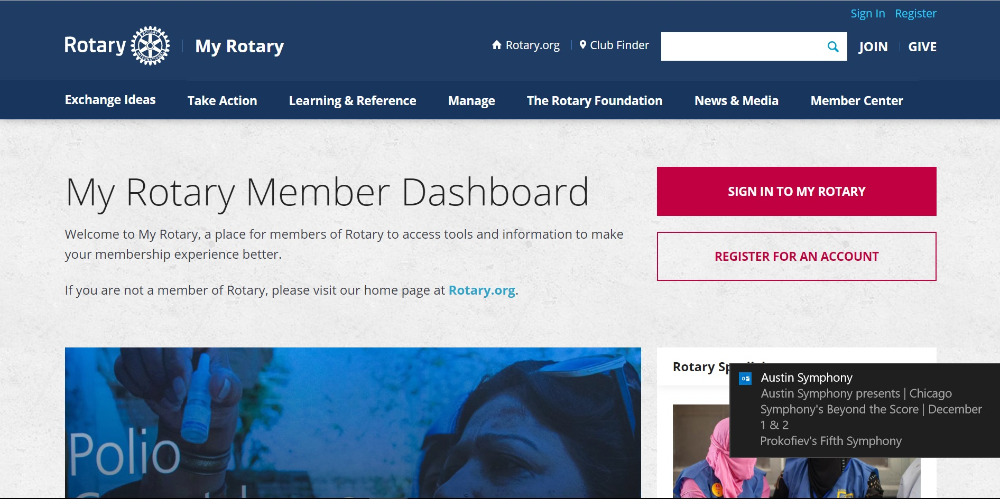 Sign In Register
Rotary
ROTARY
INTERNATIONAL
My Rotary
Rotary.org
Club Finder
JOIN
GIVE
Exchange Ideas
Take Action
Learning & Reference
Manage
The Rotary Foundation
News & Media
Member Center
My Rotary Member Dashboard
Welcome to My Rotary, a place for members of Rotary to access tools and information to make
your membership experience better.
If you are not a member of Rotary, please visit our home page at Rotary.org.
SIGN IN TO MY ROTARY
REGISTER FOR AN ACCOUNT
Polio
Rotary
Austin Symphony
Austin Symphony presents | Chicago
Symphony's Beyond the Score | December
1 & 2
Prokofiev's Fifth Symphony